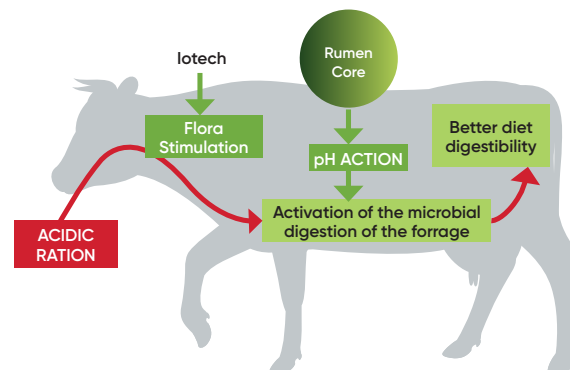 Iotech
Rumen
Core
Flora
Stimulation
Better diet
digestibility
pH ACTION
Activation of the microbial
digestion of the forrage
ACIDIC
RATION